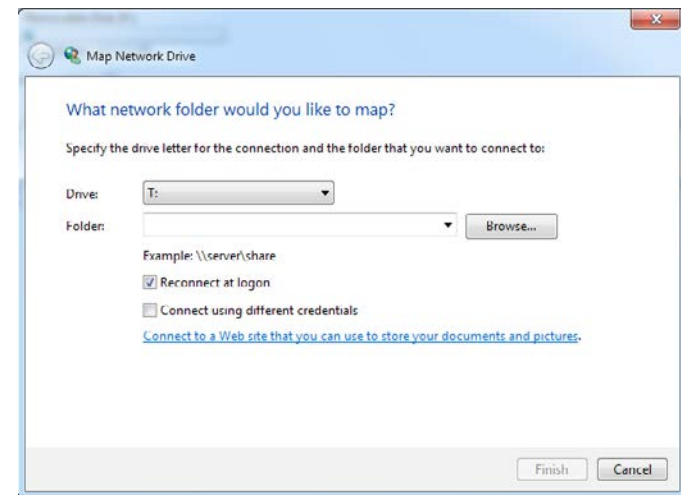 Map Network Drive
What network folder would you like to map?
Specify the drive letter for the connection and the folder that you want to connect to:
Drive: T:
Folder: Browse...
Example: \\server\share
Reconnect at logon
Connect using different credentials
Connect to a Web site that you can use to store your documents and pictures.
Finish Cancel